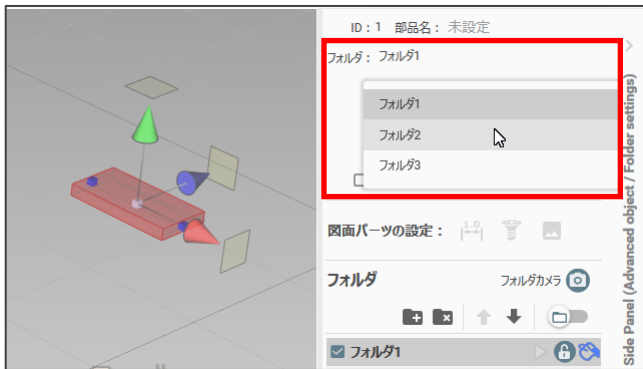 ID：1 部品名： 未設定
フォルダ： フォルダ1
フォルダ1
フォルダ2
フォルダ3
図面パーツの設定：
1.0
フォルダ
フォルダカメラ
フォルダ1
Side Panel (Advanced object / Folder settings)